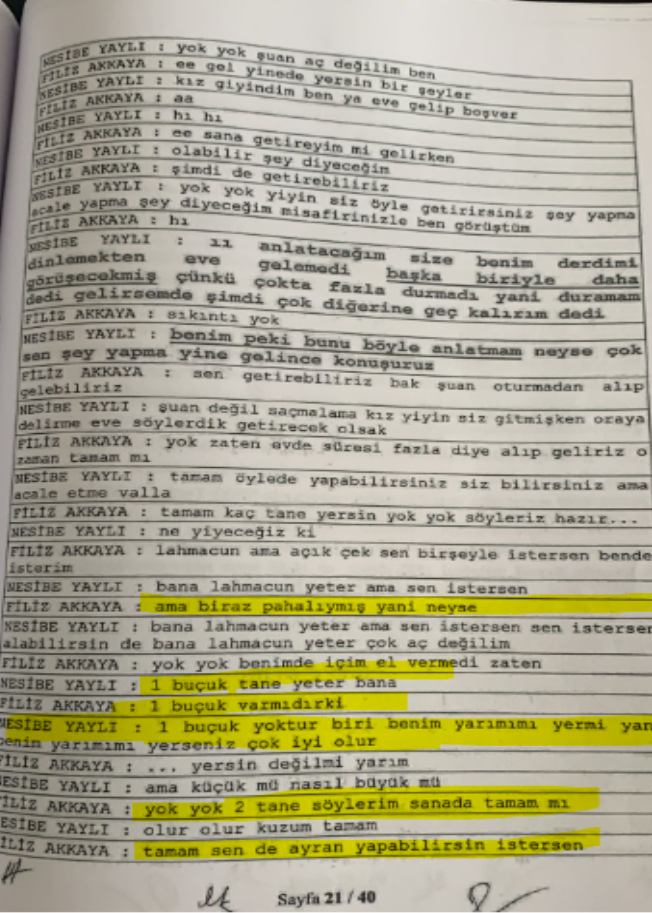 NESİBE YAYLI : yok yok şuan aç değilim ben
FİLİZ AKKAYA : ee gel yinede yersin bir şeyler
NESİBE YAYLI : kız giyindim ben ya eve gelip boşver
FİLİZ AKKAYA : aa
NESİBE YAYLI : hı hı
FİLİZ AKKAYA : ee sana getireyim mi gelirken
NESİBE YAYLI : olabilir şey diyeceğim
FİLİZ AKKAYA : şimdi de getirebiliriz
NESİBE YAYLI : yok yok yiyin siz öyle getirirsiniz şey yapma
acale yapma şey diyeceğim misafirinizle ben görüştüm
FİLİZ AKKAYA : hı
NESİBE YAYLI : ıı anlatacağım size benim derdimi
dinlemekten eve gelemedi başka biriyle daha
görüşecekmiş çünkü çokta fazla durmadı yani duramam
dedi gelirsemde şimdi çok diğerine geç kalırım dedi
FİLİZ AKKAYA : sıkıntı yok
NESİBE YAYLI : benim peki bunu böyle anlatmam neyse çok
sen şey yapma yine gelince konuşuruz
FİLİZ AKKAYA : sen getirebiliriz bak şuan oturmadan alıp
gelebiliriz
NESİBE YAYLI : şuan değil saçmalama kız yiyin siz gitmişken oraya
delirme eve söylerdik getirecek olsak
FİLİZ AKKAYA : yok zaten evde süresi fazla diye alıp geliriz o
zaman tamam mı
NESİBE YAYLI : tamam öylede yapabilirsiniz siz bilirsiniz ama
acale etme valla
FİLİZ AKKAYA : tamam kaç tane yersin yok yok söyleriz hazır...
NESİBE YAYLI : ne yiyeceğiz ki
FİLİZ AKKAYA : lahmacun ama açık çek sen birşeyle istersen bende
isterim
NESİBE YAYLI : bana lahmacun yeter ama sen istersen
FİLİZ AKKAYA : ama biraz pahalıymış yani neyse
NESİBE YAYLI : bana lahmacun yeter ama sen istersen sen isterser
alabilirsin de bana lahmacun yeter çok aç değilim
FİLİZ AKKAYA : yok yok benimde içim el vermedi zaten
NESİBE YAYLI : 1 buçuk tane yeter bana
FİLİZ AKKAYA : 1 buçuk varmıdırki
NESİBE YAYLI : 1 buçuk yoktur biri benim yarımımı yermi yan
benim yarımımı yerseniz çok iyi olur
FİLİZ AKKAYA : ... yersin değilmi yarım
NESİBE YAYLI : ama küçük mü nasıl büyük mü
FİLİZ AKKAYA : yok yok 2 tane söylerim sanada tamam mı
NESİBE YAYLI : olur olur kuzum tamam
FİLİZ AKKAYA : tamam sen de ayran yapabilirsin istersen
Sayfa 21 / 40